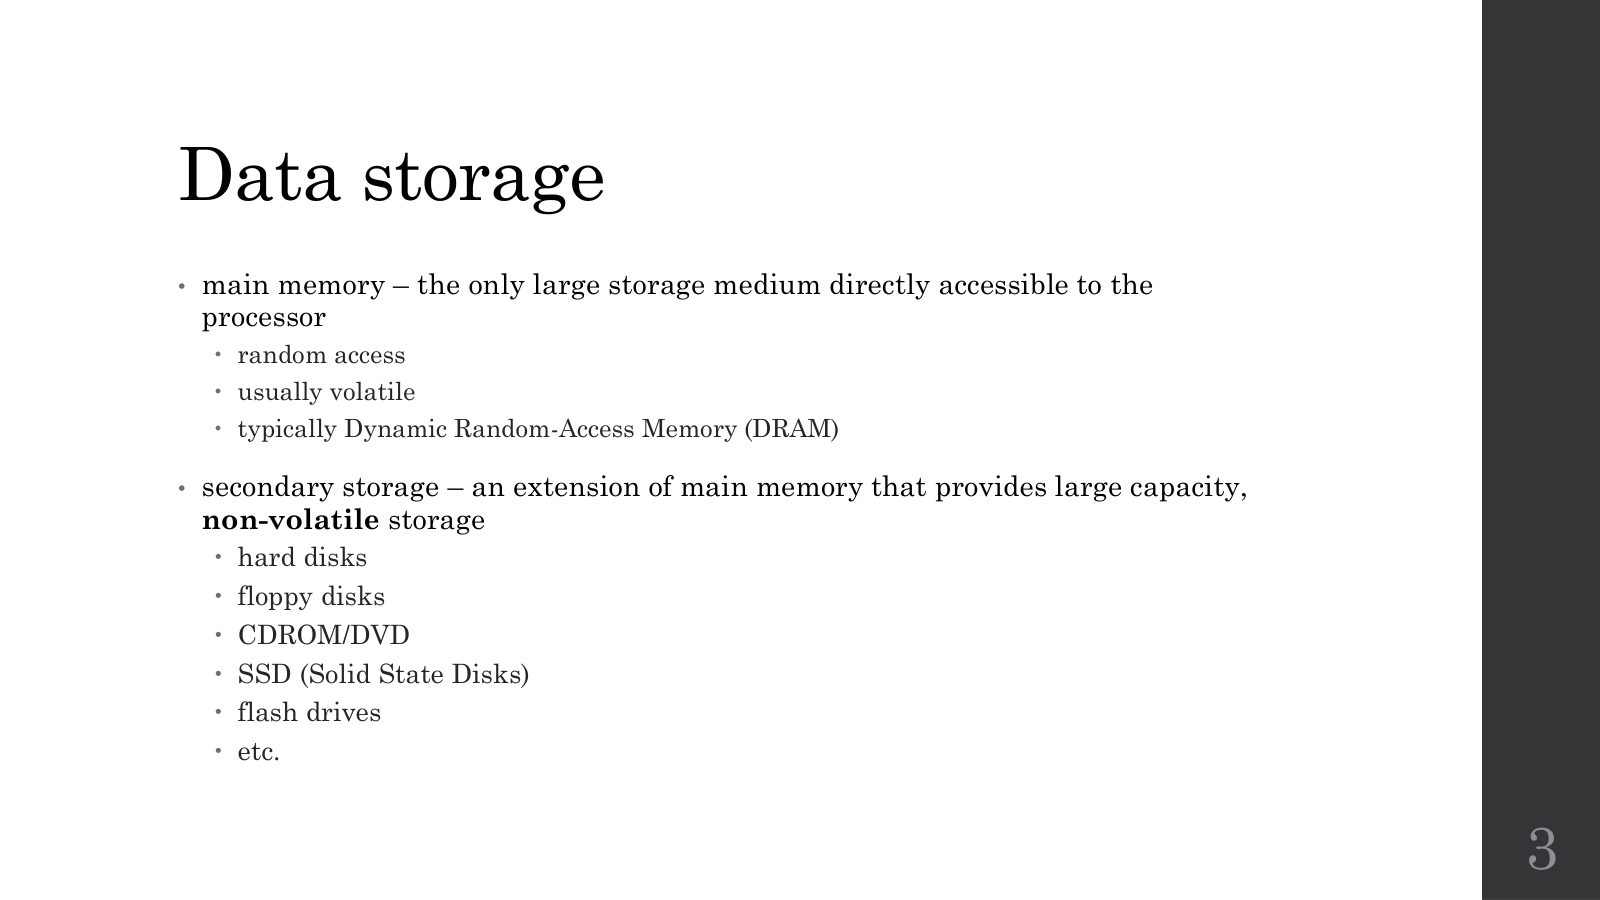 Data storage
• main memory – the only large storage medium directly accessible to the
processor
• random access
• usually volatile
• typically Dynamic Random-Access Memory (DRAM)
• secondary storage – an extension of main memory that provides large capacity,
non-volatile storage
• hard disks
• floppy disks
• CDROM/DVD
• SSD (Solid State Disks)
• flash drives
• etc.
3